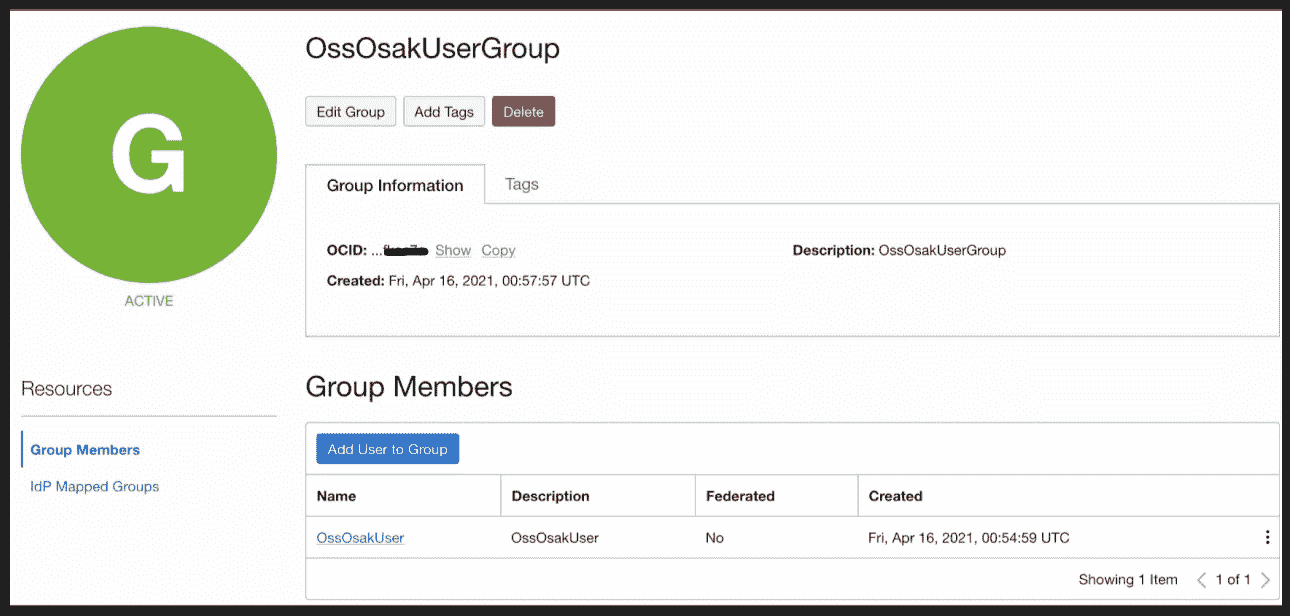 G
ACTIVE
OssOsakUserGroup
Edit Group Add Tags Delete
Group Information Tags
OCID: ... Show Copy
Description: OssOsakUserGroup
Created: Fri, Apr 16, 2021, 00:57:57 UTC
Resources
Group Members
IdP Mapped Groups
Group Members
Add User to Group
Name Description Federated Created
OssOsakUser OssOsakUser No Fri, Apr 16, 2021, 00:54:59 UTC
Showing 1 Item 1 of 1